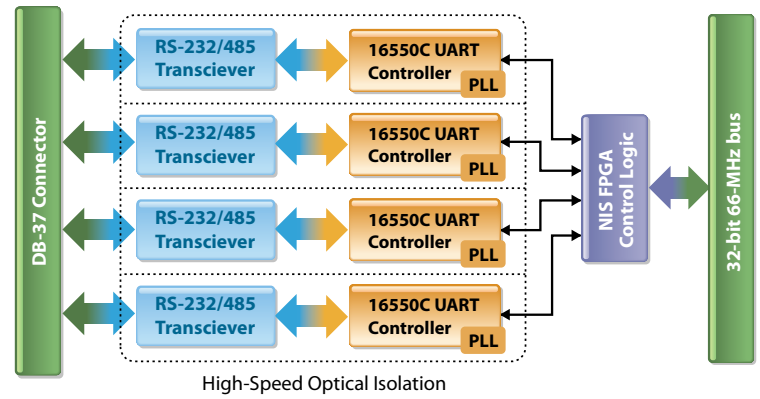 DB-37 Connector
RS-232/485
Transciever
16550C UART
Controller
PLL
RS-232/485
Transciever
16550C UART
Controller
PLL
RS-232/485
Transciever
16550C UART
Controller
PLL
RS-232/485
Transciever
16550C UART
Controller
PLL
NIS FPGA
Control Logic
32-bit 66-MHz bus
High-Speed Optical Isolation